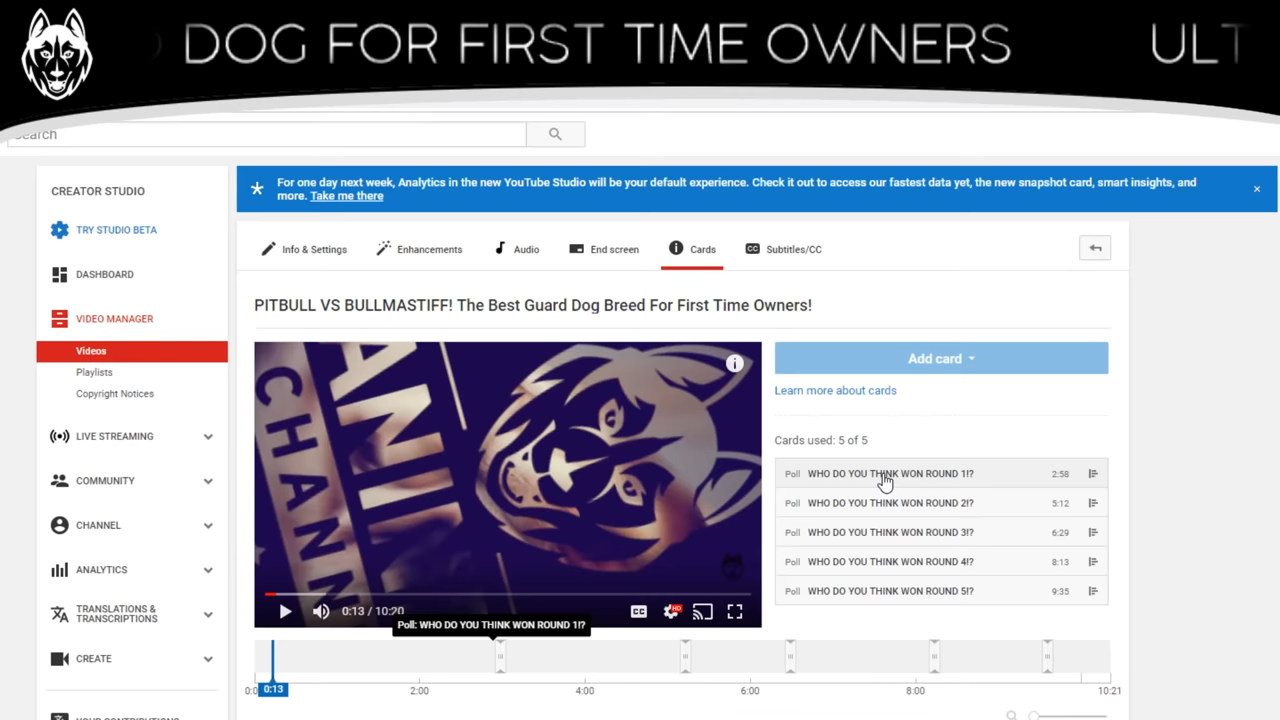 DOG FOR FIRST TIME OWNERS ULT
Search
CREATOR STUDIO
TRY STUDIO BETA
DASHBOARD
VIDEO MANAGER
Videos
Playlists
Copyright Notices
LIVE STREAMING
COMMUNITY
CHANNEL
ANALYTICS
TRANSLATIONS &
TRANSCRIPTIONS
CREATE
YOUR CONTRIBUTIONS
For one day next week, Analytics in the new YouTube Studio will be your default experience. Check it out to access our fastest data yet, the new snapshot card, smart insights, and
more. Take me there
Info & Settings
Enhancements
Audio
End screen
Cards
CC Subtitles/CC
PITBULL VS BULLMASTIFF! The Best Guard Dog Breed For First Time Owners!
CHANN
0:13 / 10:20
CC
HD
Poll: WHO DO YOU THINK WON ROUND 1!?
Add card
Learn more about cards
Cards used: 5 of 5
Poll WHO DO YOU THINK WON ROUND 1!? 2:58
Poll WHO DO YOU THINK WON ROUND 2!? 5:12
Poll WHO DO YOU THINK WON ROUND 3!? 6:29
Poll WHO DO YOU THINK WON ROUND 4!? 8:13
Poll WHO DO YOU THINK WON ROUND 5!? 9:35
0:13 2:00 4:00 6:00 8:00 10:21